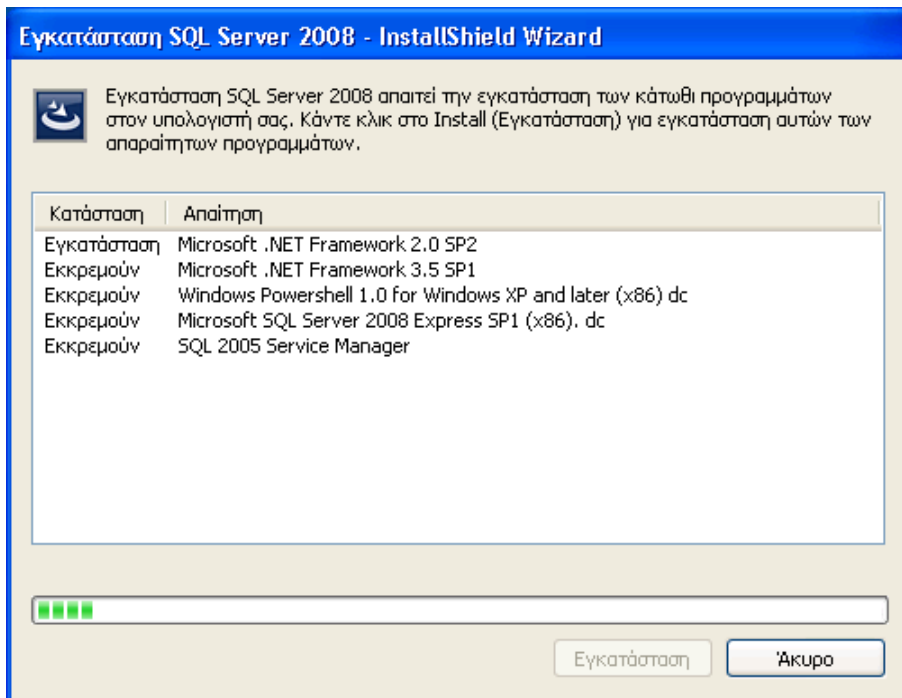 Εγκατάσταση SQL Server 2008 - InstallShield Wizard
Εγκατάσταση SQL Server 2008 απαιτεί την εγκατάσταση των κάτωθι προγραμμάτων
στον υπολογιστή σας. Κάντε κλικ στο Install (Εγκατάσταση) για εγκατάσταση αυτών των
απαραίτητων προγραμμάτων.
Κατάσταση Απαίτηση
Εγκατάσταση Microsoft .NET Framework 2.0 SP2
Εκκρεμούν Microsoft .NET Framework 3.5 SP1
Εκκρεμούν Windows Powershell 1.0 for Windows XP and later (x86) dc
Εκκρεμούν Microsoft SQL Server 2008 Express SP1 (x86). dc
Εκκρεμούν SQL 2005 Service Manager
Εγκατάσταση Άκυρο